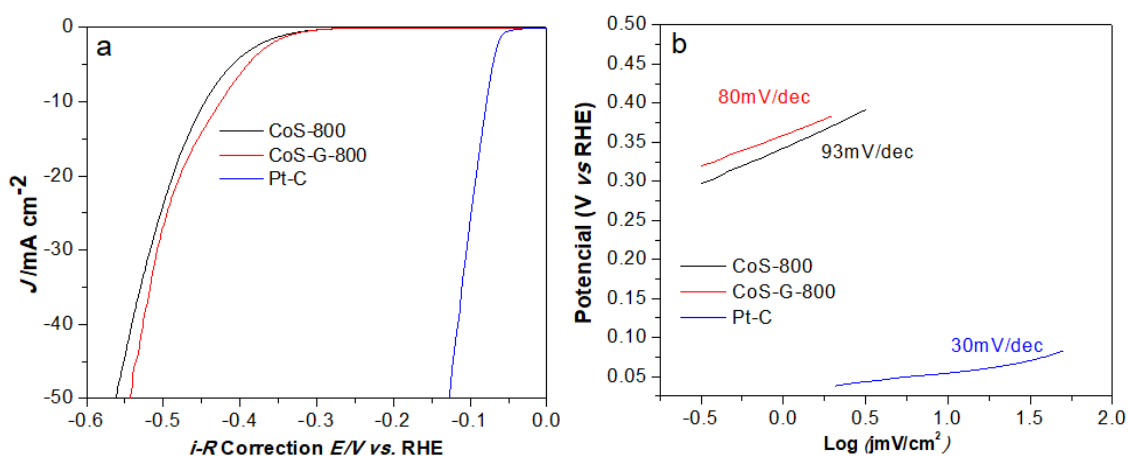 a
0
-10
-20
-30
-40
-50
J/mA cm-2
CoS-800
CoS-G-800
Pt-C
-0.6
-0.5
-0.4
-0.3
-0.2
-0.1
0.0
i-R Correction E/V vs. RHE
b
0.50
0.45
0.40
0.35
0.30
0.25
0.20
0.15
0.10
0.05
Potencial (V vs RHE)
80mV/dec
93mV/dec
CoS-800
CoS-G-800
Pt-C
30mV/dec
-0.5
0.0
0.5
1.0
1.5
2.0
Log (jmV/cm²)